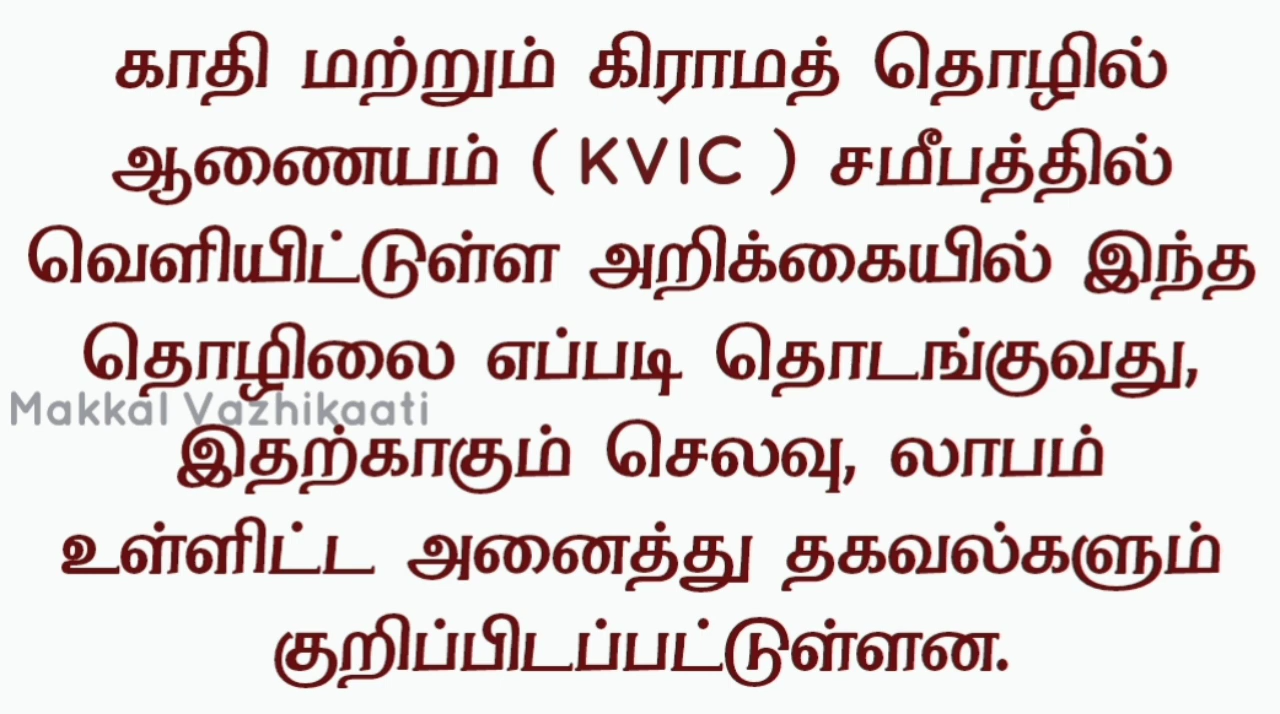 காதி மற்றும் கிராமத் தொழில்
ஆணையம் ( KVIC ) சமீபத்தில்
வெளியிட்டுள்ள அறிக்கையில் இந்த
தொழிலை எப்படி தொடங்குவது,
Makkal Vazhikaati
இதற்காகும் செலவு, லாபம்
உள்ளிட்ட அனைத்து தகவல்களும்
குறிப்பிடப்பட்டுள்ளன.